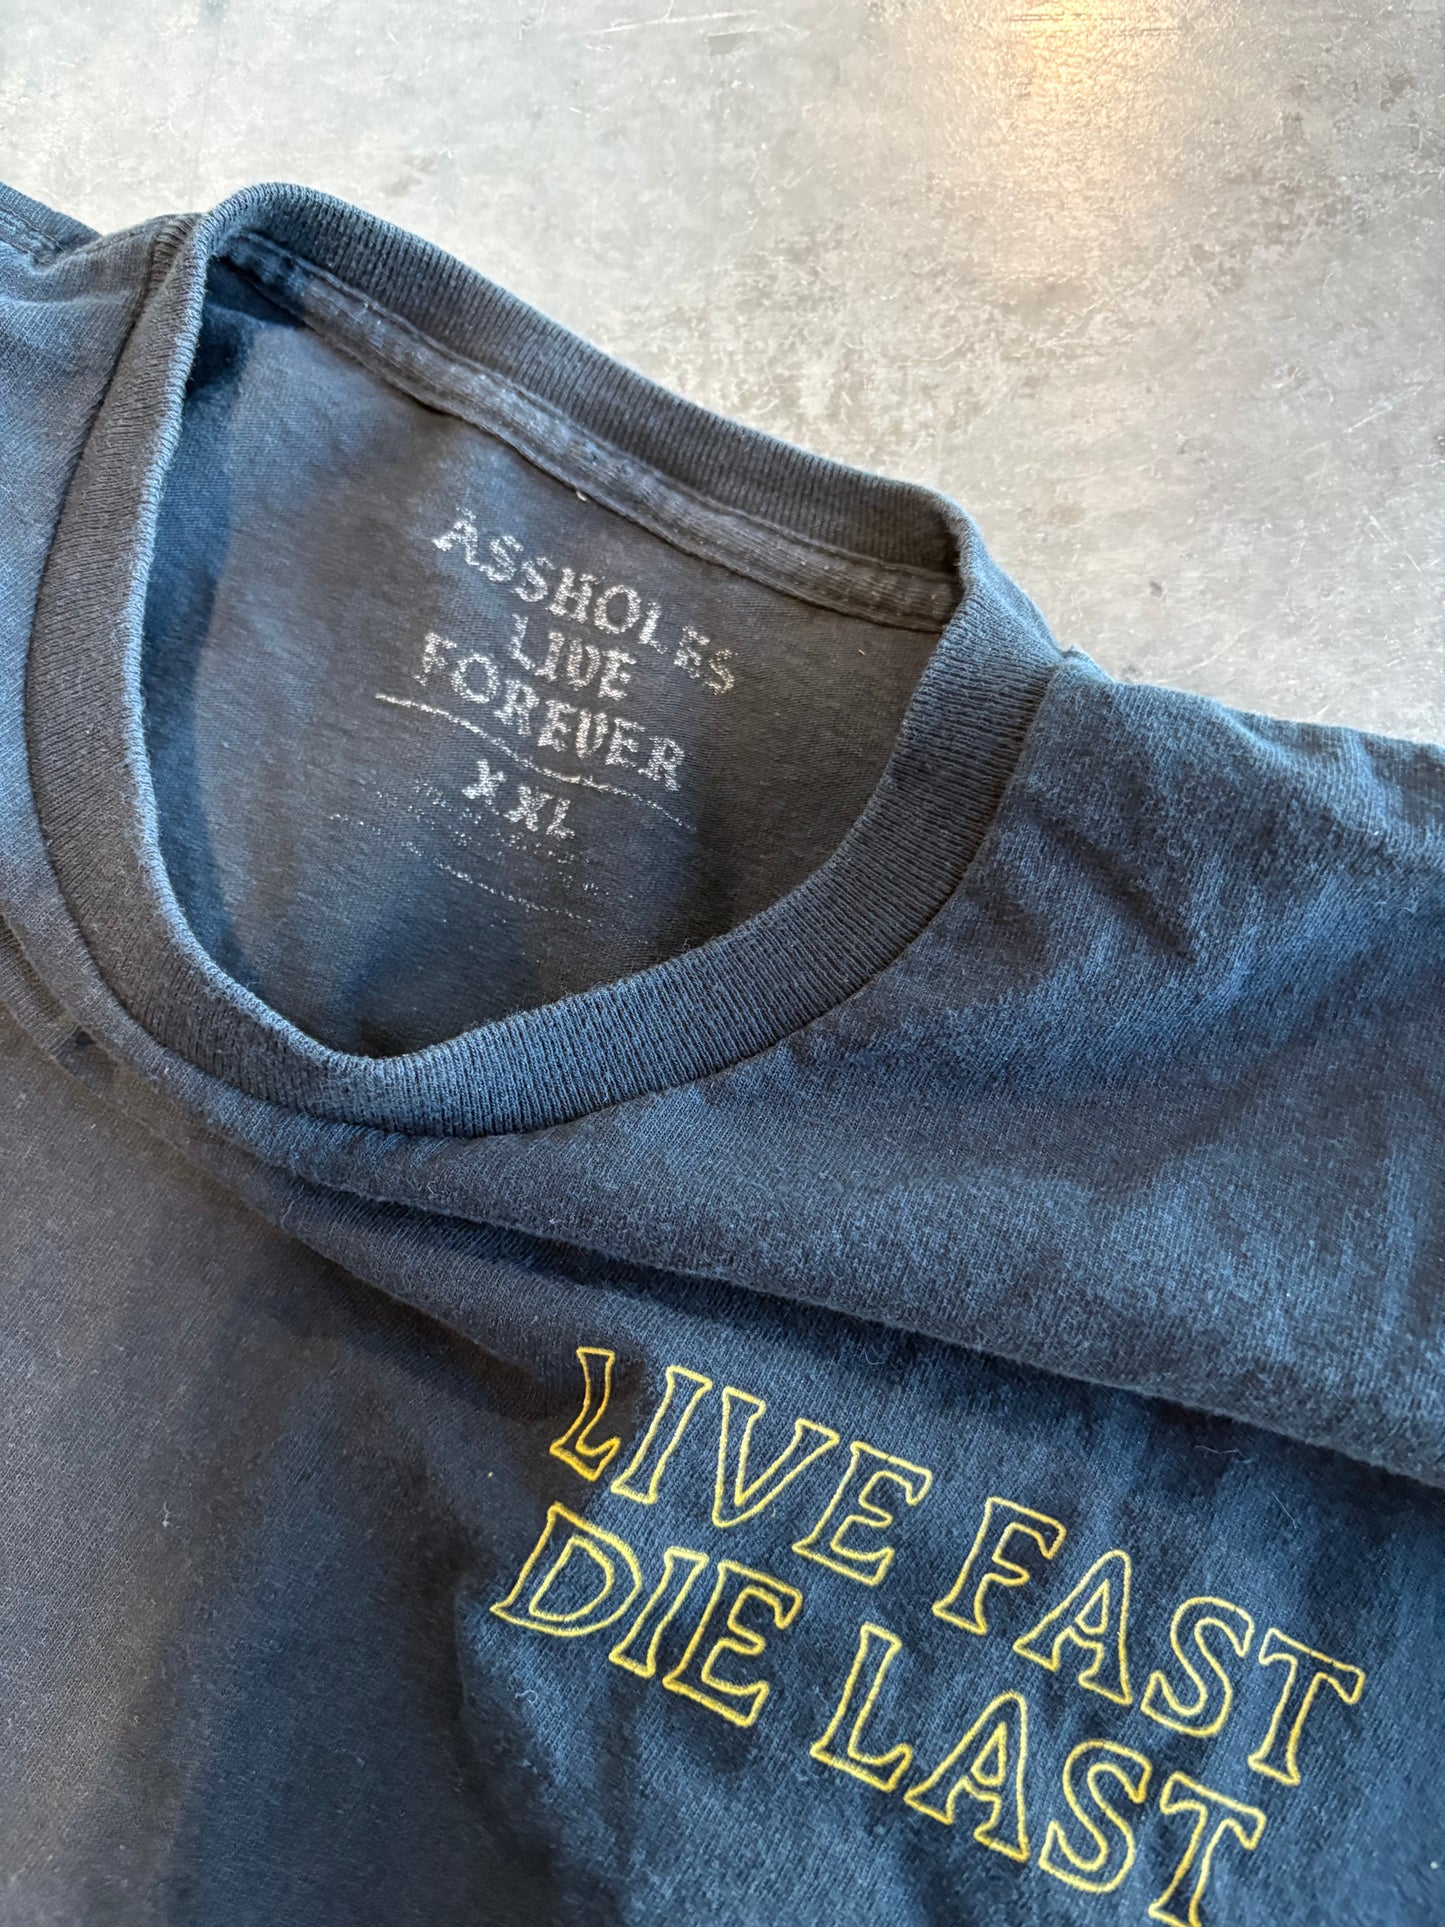 ASSHOLES
LIVE
FOREVER
XXL
LIVE FAST
DIE LAST